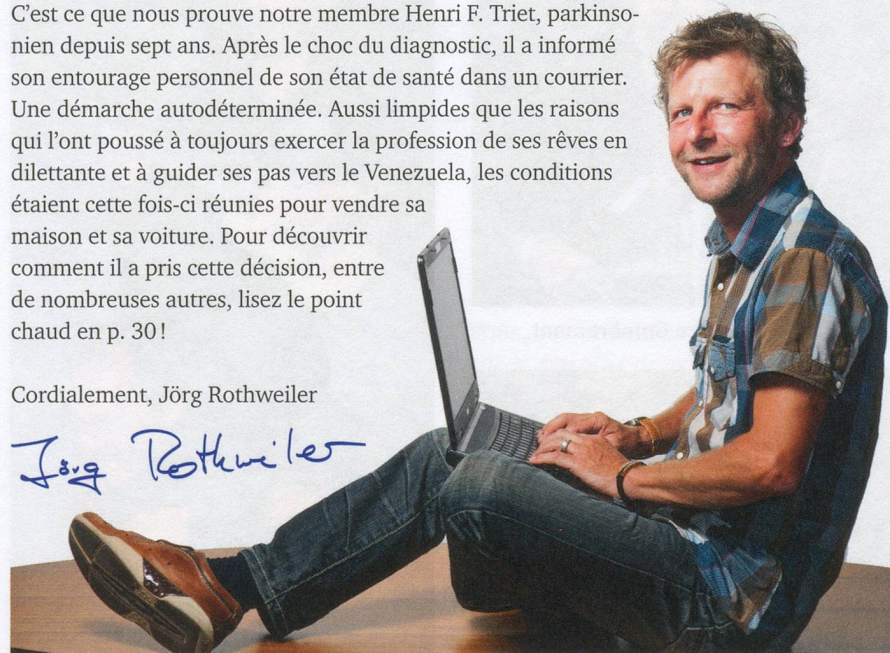 C’est ce que nous prouve notre membre Henri F. Triet, parkinso-
nien depuis sept ans. Après le choc du diagnostic, il a informé
son entourage personnel de son état de santé dans un courrier.
Une démarche autodéterminée. Aussi limpides que les raisons
qui l’ont poussé à toujours exercer la profession de ses rêves en
dilettante et à guider ses pas vers le Venezuela, les conditions
étaient cette fois-ci réunies pour vendre sa
maison et sa voiture. Pour découvrir
comment il a pris cette décision, entre
de nombreuses autres, lisez le point
chaud en p. 30 !
Cordialement, Jörg Rothweiler
Jörg Rothweiler